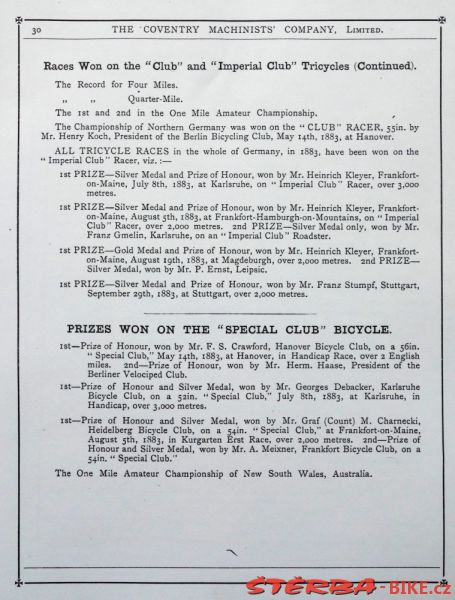 30 THE COVENTRY MACHINISTS' COMPANY, LIMITED.
Races Won on the "Club" and "Imperial Club" Tricycles (Continued).
The Record for Four Miles.
„ „ Quarter-Mile.
The 1st and 2nd in the One Mile Amateur Championship.
The Championship of Northern Germany was won on the "CLUB" RACER, 55in. by
Mr. Henry Koch, President of the Berlin Bicycling Club, May 14th, 1883, at Hanover.
ALL TRICYCLE RACES in the whole of Germany, in 1883, have been won on the
"Imperial Club" Racer, viz. :—
1st PRIZE—Silver Medal and Prize of Honour, won by Mr. Heinrich Kleyer, Frankfort-
on-Maine, July 8th, 1883, at Karlsruhe, on "Imperial Club" Racer, over 3,000
metres.
1st PRIZE—Silver Medal and Prize of Honour, won by Mr. Heinrich Kleyer, Frankfort-
on-Maine, August 5th, 1883, at Frankfort-Hamburgh-on-Mountains, on "Imperial
Club" Racer, over 2,000 metres. 2nd PRIZE—Silver Medal only, won by Mr.
Franz Gmelin, Karlsruhe, on an "Imperial Club" Roadster.
1st PRIZE—Gold Medal and Prize of Honour, won by Mr. Heinrich Kleyer, Frankfort-
on-Maine, August 19th, 1883, at Magdeburgh, over 2,000 metres. 2nd PRIZE—
Silver Medal, won by Mr. P. Ernst, Leipsic.
1st PRIZE—Silver Medal and Prize of Honour, won by Mr. Franz Stumpf, Stuttgart,
September 29th, 1883, at Stuttgart, over 2,000 metres.
PRIZES WON ON THE "SPECIAL CLUB" BICYCLE.
1st—Prize of Honour, won by Mr. F. S. Crawford, Hanover Bicycle Club, on a 56in.
"Special Club," May 14th, 1883, at Hanover, in Handicap Race, over 2 English
miles. 2nd—Prize of Honour, won by Mr. Herm. Haase, President of the
Berliner Velociped Club.
1st—Prize of Honour and Silver Medal, won by Mr. Georges Debacker, Karlsruhe
Bicycle Club, on a 52in. "Special Club," July 8th, 1883, at Karlsruhe, in
Handicap, over 3,000 metres.
1st—Prize of Honour and Silver Medal, won by Mr. Graf (Count) M. Charnecki,
Heidelberg Bicycle Club, on a 54in. "Special Club," at Frankfort-on-Maine,
August 5th, 1883, in Kurgarten Erst Race, over 2,000 metres. 2nd—Prize of
Honour and Silver Medal, won by Mr. A. Meixner, Frankfort Bicycle Club, on a
54in. "Special Club."
The One Mile Amateur Championship of New South Wales, Australia.
ŠTĚRBA-BIKE.cz